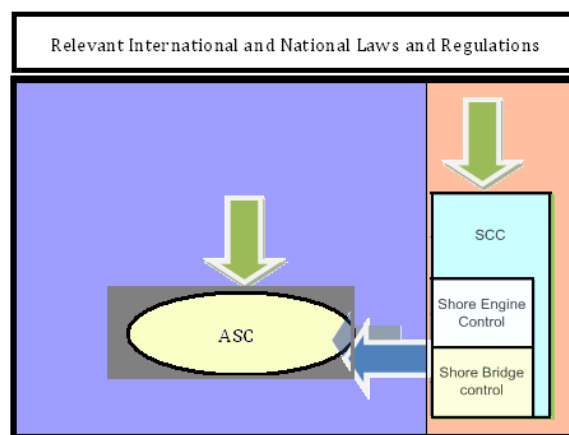 Relevant International and National Laws and Regulations
SCC
Shore Engine
Control
ASC
Shore Bridge
control